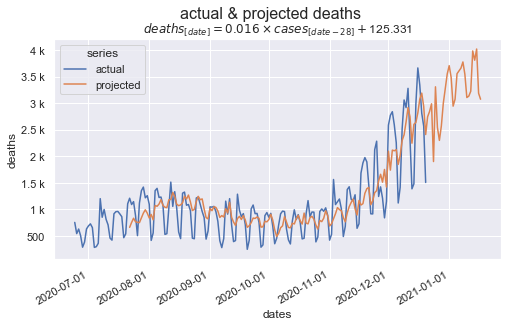 actual & projected deaths
deaths[date] = 0.016 × cases[date−28] + 125.331
series
actual
projected
4 k
3.5 k
3 k
2.5 k
2 k
1.5 k
1 k
500
deaths
2020-07-01
2020-08-01
2020-09-01
2020-10-01
2020-11-01
2020-12-01
2021-01-01
dates